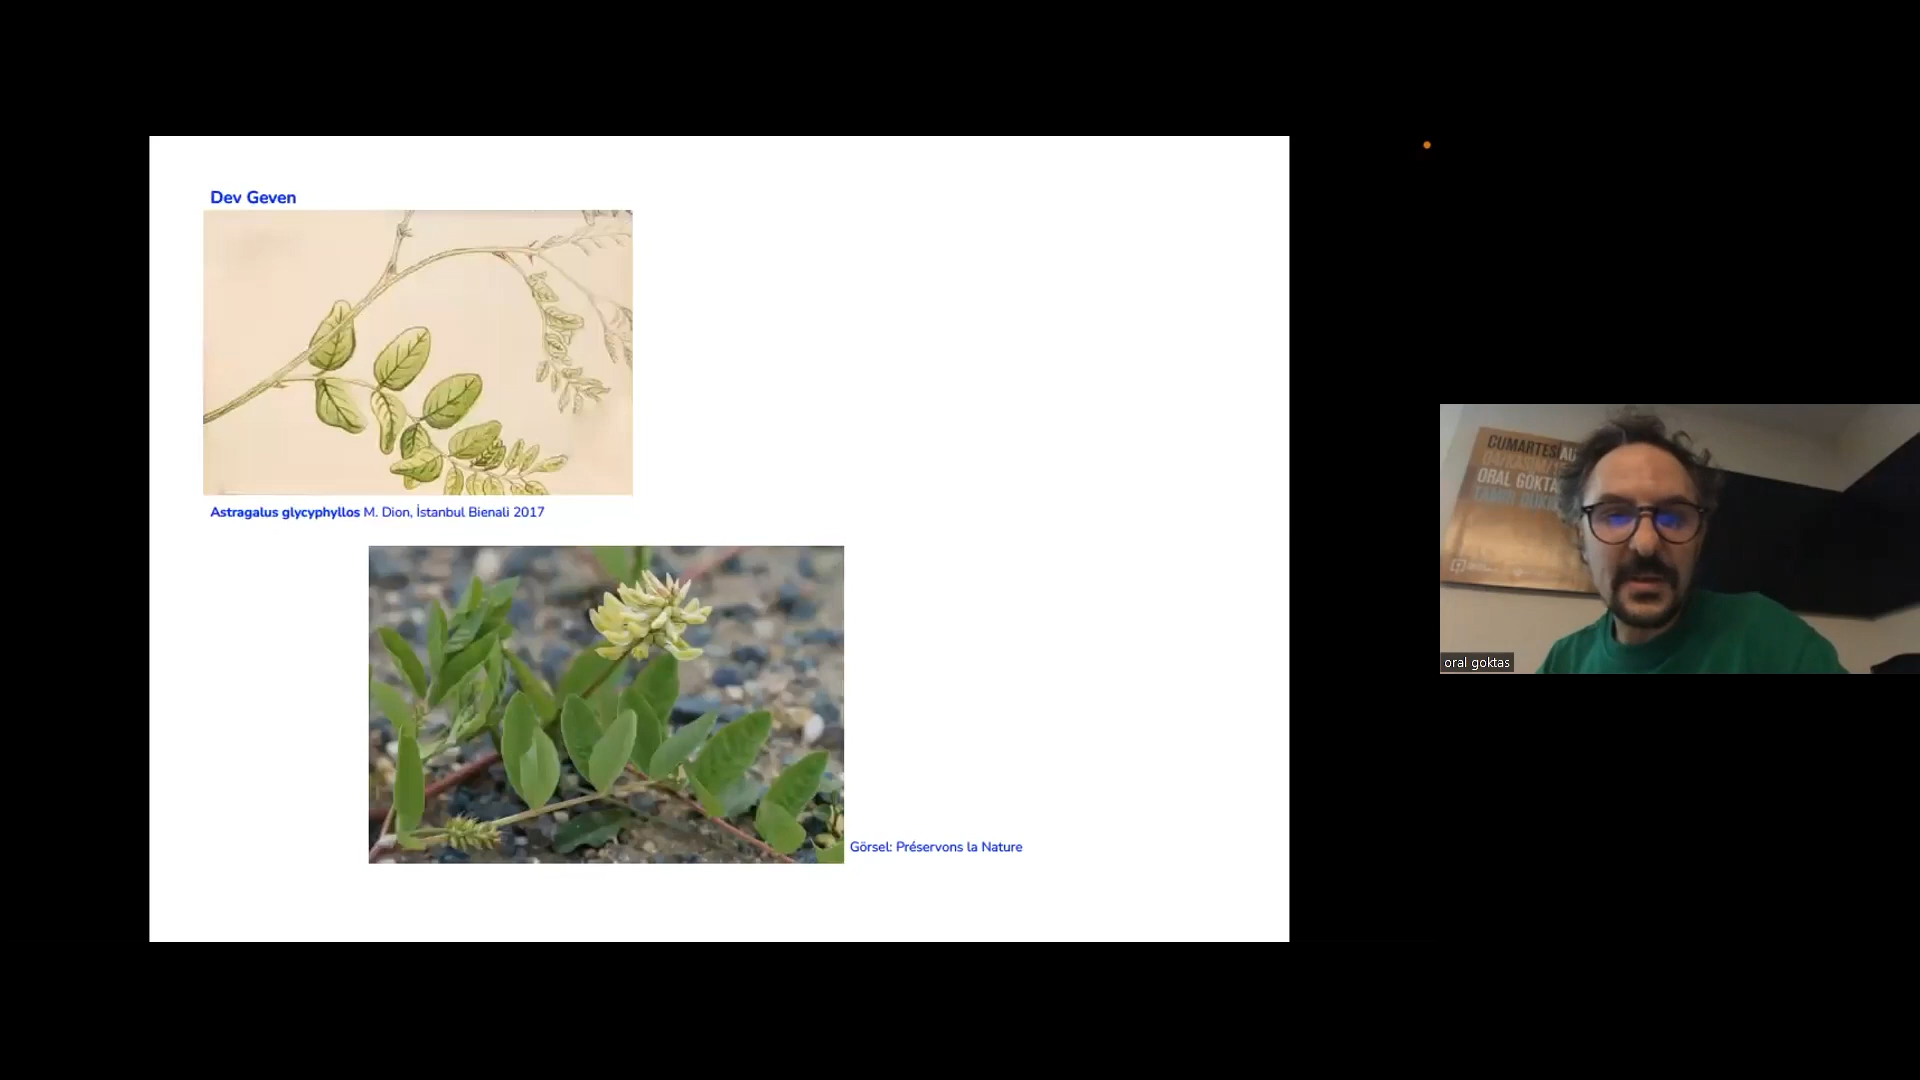 Dev Geven
Astragalus glycyphyllos M. Dion, İstanbul Bienali 2017
Görsel: Préservons la Nature
CUMARTESİ
ORAL GÖKTA
oral goktas